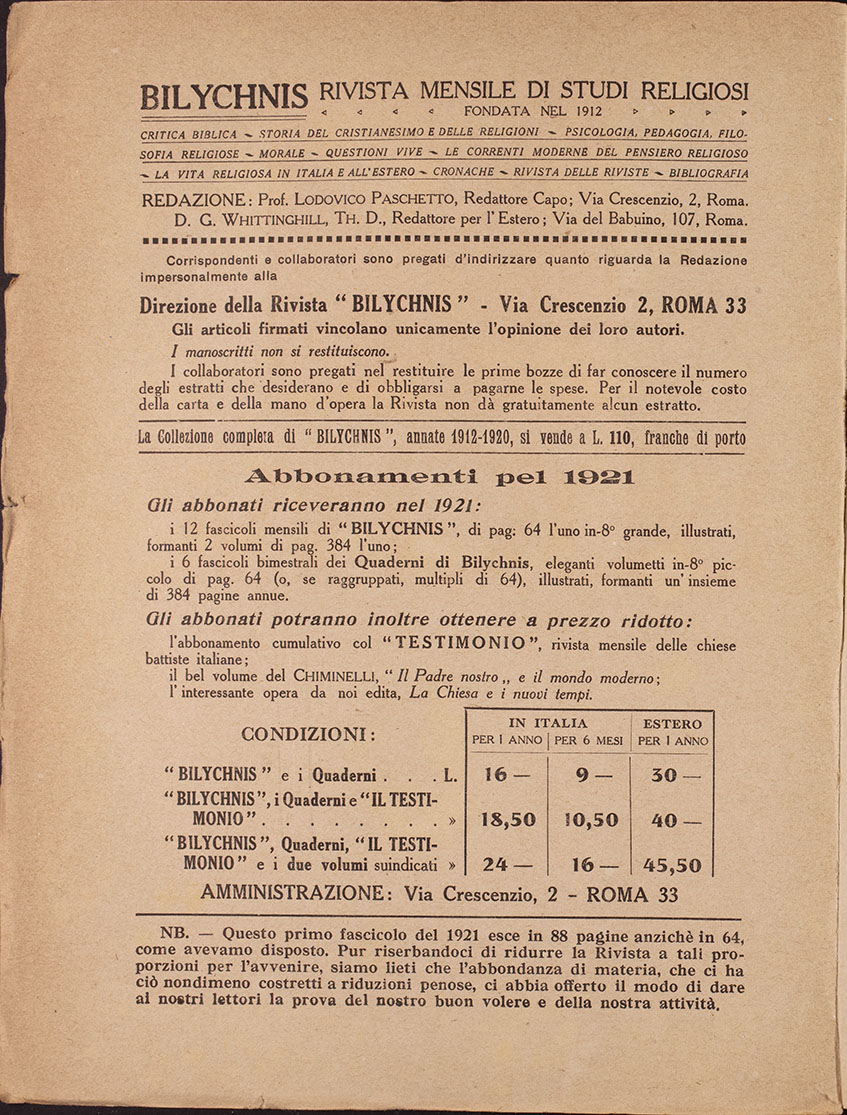 BILYCHNIS RIVISTA MENSILE DI STUDI RELIGIOSI
FONDATA NEL 1912
CRITICA BIBLICA ~ STORIA DEL CRISTIANESIMO E DELLE RELIGIONI ~ PSICOLOGIA, PEDAGOGIA, FILO-
SOFIA RELIGIOSE ~ MORALE ~ QUESTIONI VIVE ~ LE CORRENTI MODERNE DEL PENSIERO RELIGIOSO
~ LA VITA RELIGIOSA IN ITALIA E ALL'ESTERO ~ CRONACHE ~ RIVISTA DELLE RIVISTE ~ BIBLIOGRAFIA
REDAZIONE: Prof. LODOVICO PASCHETTO, Redattore Capo; Via Crescenzio, 2, Roma.
D. G. WHITTINGHILL, TH. D., Redattore per l'Estero; Via del Babuino, 107, Roma.
Corrispondenti e collaboratori sono pregati d'indirizzare quanto riguarda la Redazione
impersonalmente alla
Direzione della Rivista "BILYCHNIS" - Via Crescenzio 2, ROMA 33
Gli articoli firmati vincolano unicamente l'opinione dei loro autori.
I manoscritti non si restituiscono.
I collaboratori sono pregati nel restituire le prime bozze di far conoscere il numero
degli estratti che desiderano e di obbligarsi a pagarne le spese. Per il notevole costo
della carta e della mano d'opera la Rivista non dà gratuitamente alcun estratto.
La Collezione completa di "BILYCHNIS", annate 1912-1920, si vende a L. 110, franche di porto
Abbonamenti pel 1921
Gli abbonati riceveranno nel 1921:
i 12 fascicoli mensili di "BILYCHNIS", di pag: 64 l'uno in-8° grande, illustrati,
formanti 2 volumi di pag. 384 l'uno;
i 6 fascicoli bimestrali dei Quaderni di Bilychnis, eleganti volumetti in-8° pic-
colo di pag. 64 (o, se raggruppati, multipli di 64), illustrati, formanti un'insieme
di 384 pagine annue.
Gli abbonati potranno inoltre ottenere a prezzo ridotto:
l'abbonamento cumulativo col "TESTIMONIO", rivista mensile delle chiese
battiste italiane;
il bel volume del CHIMINELLI, "Il Padre nostro„ e il mondo moderno;
l'interessante opera da noi edita, La Chiesa e i nuovi tempi.
CONDIZIONI:
IN ITALIA ESTERO
PER 1 ANNO PER 6 MESI PER 1 ANNO
"BILYCHNIS" e i Quaderni . . . L. 16 — 9 — 30 —
"BILYCHNIS", i Quaderni e "IL TESTI-
MONIO" . . . . . . . . » 18,50 10,50 40 —
"BILYCHNIS", Quaderni, "IL TESTI-
MONIO" e i due volumi suindicati » 24 — 16 — 45,50
AMMINISTRAZIONE: Via Crescenzio, 2 - ROMA 33
NB. — Questo primo fascicolo del 1921 esce in 88 pagine anzichè in 64,
come avevamo disposto. Pur riserbandoci di ridurre la Rivista a tali pro-
porzioni per l'avvenire, siamo lieti che l'abbondanza di materia, che ci ha
ciò nondimeno costretti a riduzioni penose, ci abbia offerto il modo di dare
ai nostri lettori la prova del nostro buon volere e della nostra attività.